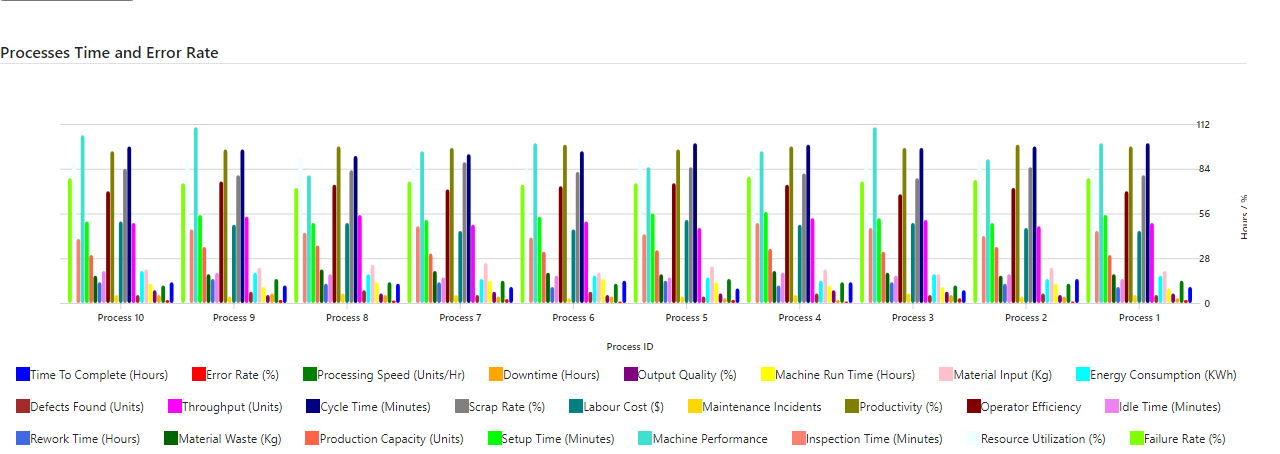 Processes Time and Error Rate
112
84
56
28
0
Hours / %
Process 10 Process 9 Process 8 Process 7 Process 6 Process 5 Process 4 Process 3 Process 2 Process 1
Process ID
Time To Complete (Hours) Error Rate (%) Processing Speed (Units/Hr) Downtime (Hours) Output Quality (%) Machine Run Time (Hours) Material Input (Kg) Energy Consumption (KWh)
Defects Found (Units) Throughput (Units) Cycle Time (Minutes) Scrap Rate (%) Labour Cost ($) Maintenance Incidents Productivity (%) Operator Efficiency Idle Time (Minutes)
Rework Time (Hours) Material Waste (Kg) Production Capacity (Units) Setup Time (Minutes) Machine Performance Inspection Time (Minutes) Resource Utilization (%) Failure Rate (%)